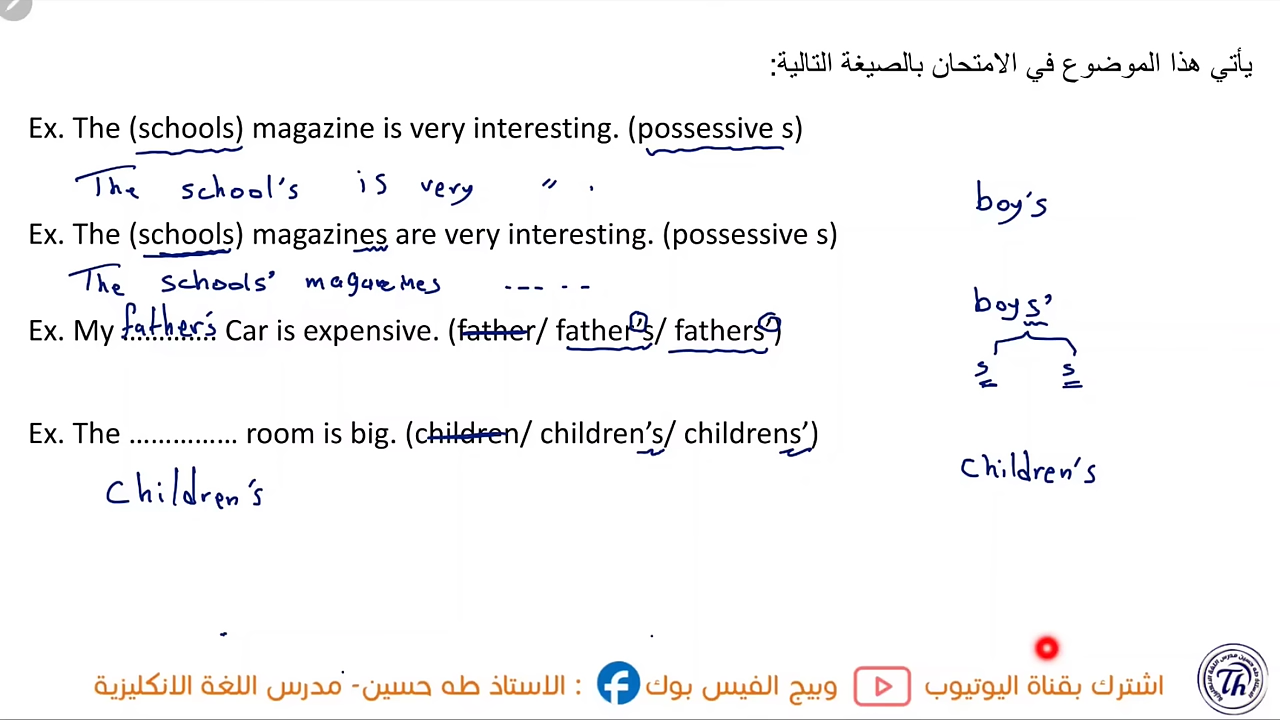 يأتي هذا الموضوع في الامتحان بالصيغة التالية:
Ex. The (schools) magazine is very interesting. (possessive s)
The school's is very " .
boy's
Ex. The (schools) magazines are very interesting. (possessive s)
The schools' magazines ---- - -
boys'
Ex. My father's Car is expensive. (father/ father's/ fathers')
s s
Ex. The …………… room is big. (children/ children's/ childrens')
children's
Children's
اشترك بقناة اليوتيوب وبيج الفيس بوك : الاستاذ طه حسين- مدرس اللغة الانكليزية
Th